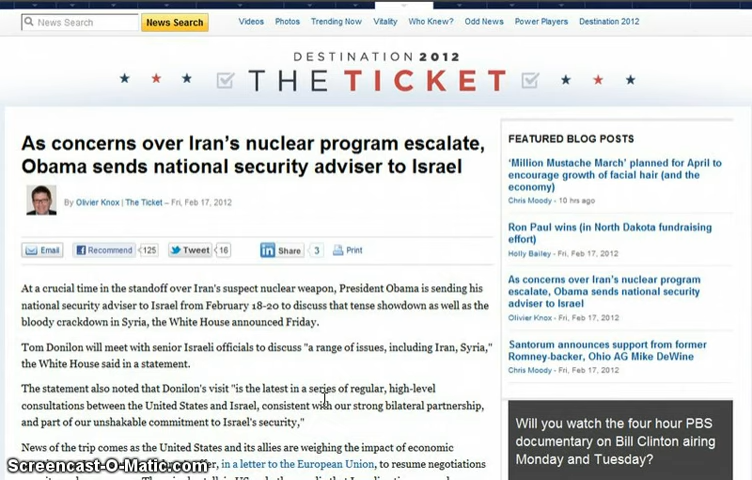 Search
News Search
Videos Photos Trending Now Vitality Who Knew? Odd News Power Players Destination 2012
DESTINATION 2012
THE TICKET
As concerns over Iran's nuclear program escalate,
Obama sends national security adviser to Israel
By Olivier Knox | The Ticket – Fri, Feb 17, 2012
Email Recommend 125 Tweet 16 Share 3 Print
At a crucial time in the standoff over Iran's suspect nuclear weapon, President Obama is sending his
national security adviser to Israel from February 18-20 to discuss that tense showdown as well as the
bloody crackdown in Syria, the White House announced Friday.
Tom Donilon will meet with senior Israeli officials to discuss "a range of issues, including Iran, Syria,"
the White House said in a statement.
The statement also noted that Donilon's visit "is the latest in a series of regular, high-level
consultations between the United States and Israel, consistent with our strong bilateral partnership,
and part of our unshakable commitment to Israel's security,"
News of the trip comes as the United States and its allies are weighing the impact of economic
in a letter to the European Union, to resume negotiations
FEATURED BLOG POSTS
'Million Mustache March' planned for April to
encourage growth of facial hair (and the
economy)
Chris Moody - 10 hrs ago
Ron Paul wins (in North Dakota fundraising
effort)
Holly Bailey - Fri, Feb 17, 2012
As concerns over Iran's nuclear program
escalate, Obama sends national security
adviser to Israel
Olivier Knox - Fri, Feb 17, 2012
Santorum announces support from former
Romney-backer, Ohio AG Mike DeWine
Chris Moody - Fri, Feb 17, 2012
Will you watch the four hour PBS
documentary on Bill Clinton airing
Monday and Tuesday?
Screencast-O-Matic.com